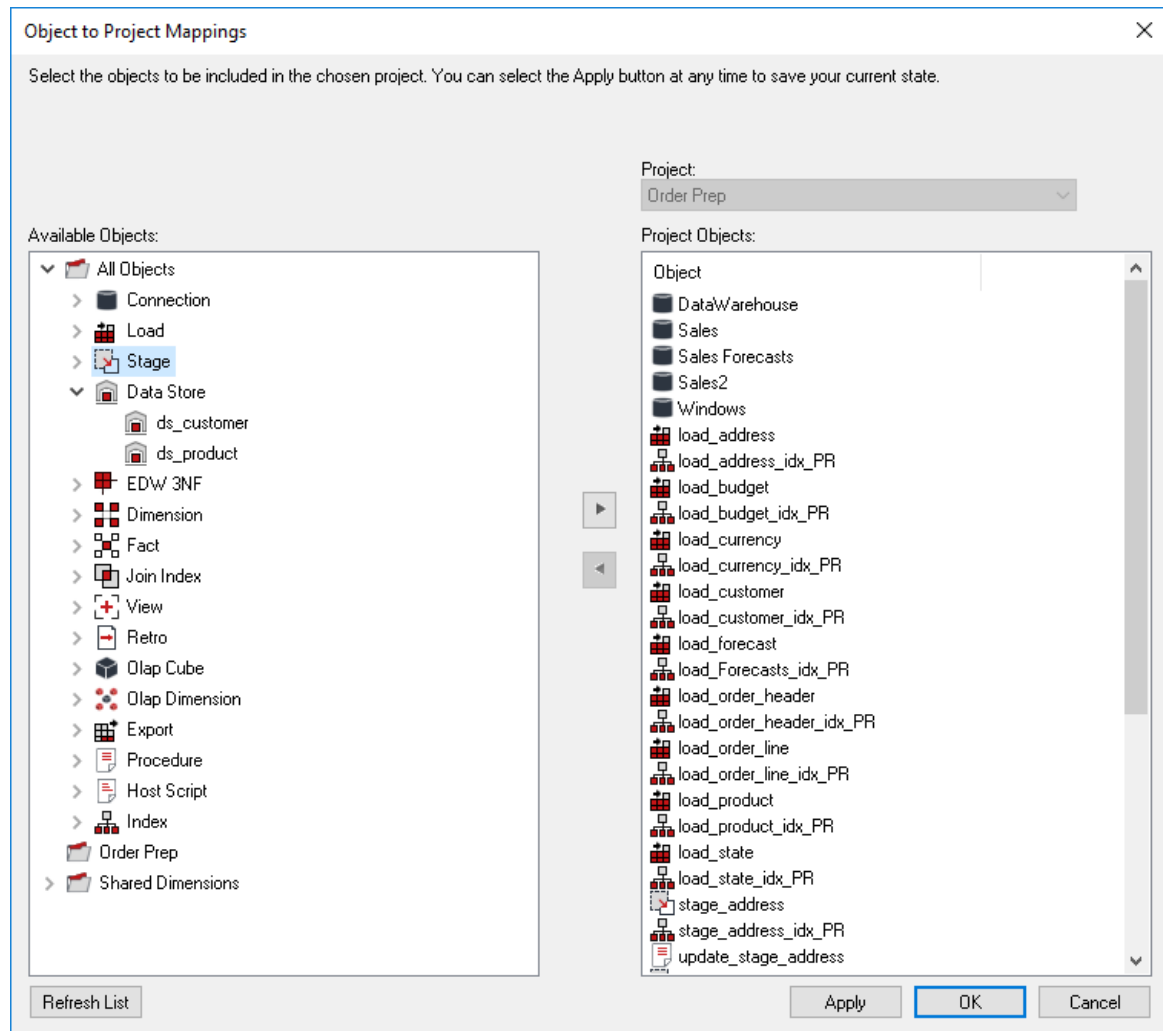 Object to Project Mappings
Select the objects to be included in the chosen project. You can select the Apply button at any time to save your current state.
Project:
Order Prep
Available Objects:
All Objects
Connection
Load
Stage
Data Store
ds_customer
ds_product
EDW 3NF
Dimension
Fact
Join Index
View
Retro
Olap Cube
Olap Dimension
Export
Procedure
Host Script
Index
Order Prep
Shared Dimensions
Project Objects:
Object
DataWarehouse
Sales
Sales Forecasts
Sales2
Windows
load_address
load_address_idx_PR
load_budget
load_budget_idx_PR
load_currency
load_currency_idx_PR
load_customer
load_customer_idx_PR
load_forecast
load_Forecasts_idx_PR
load_order_header
load_order_header_idx_PR
load_order_line
load_order_line_idx_PR
load_product
load_product_idx_PR
load_state
load_state_idx_PR
stage_address
stage_address_idx_PR
update_stage_address
Refresh List
Apply
OK
Cancel